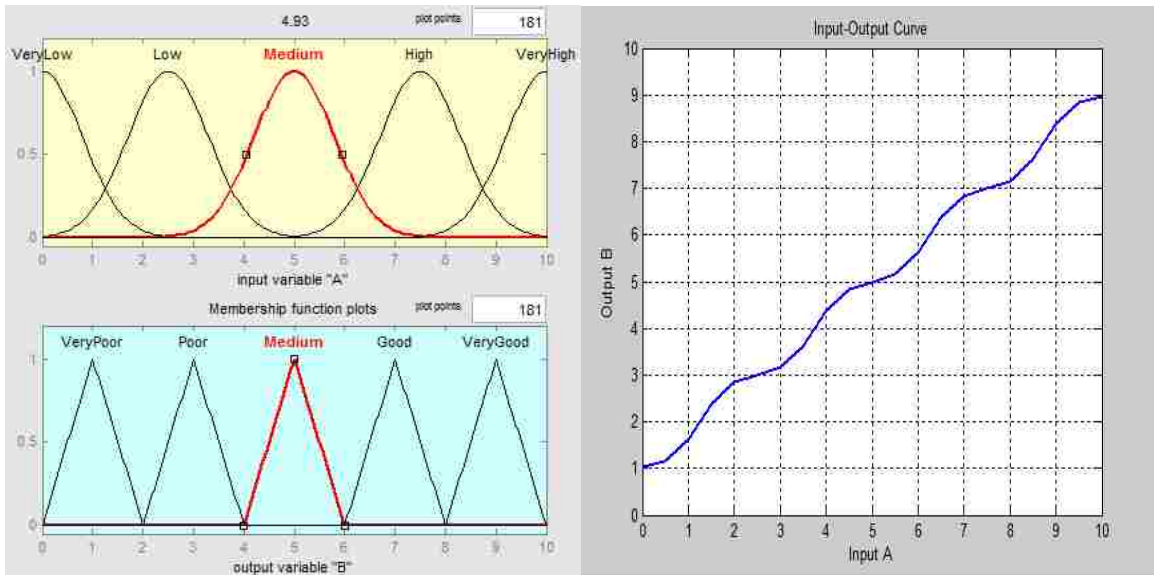 4.93
plot points: 181
VeryLow Low Medium High VeryHigh
1
0.5
0
0 1 2 3 4 5 6 7 8 9 10
input variable "A"
Membership function plots
plot points: 181
VeryPoor Poor Medium Good VeryGood
1
0.5
0
0 1 2 3 4 5 6 7 8 9 10
output variable "B"
Input-Output Curve
10
9
8
7
6
5
4
3
2
1
0
Output B
0 1 2 3 4 5 6 7 8 9 10
Input A